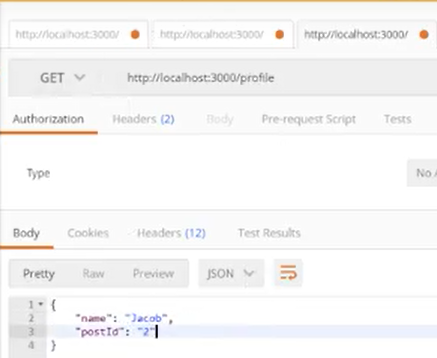 http://localhost:3000/ http://localhost:3000/ http://localhost:3000/
GET http://localhost:3000/profile
Authorization Headers (2) Body Pre-request Script Tests
Type No
Body Cookies Headers (12) Test Results
Pretty Raw Preview JSON
1 {
2 "name": "Jacob",
3 "postId": "2"
4 }